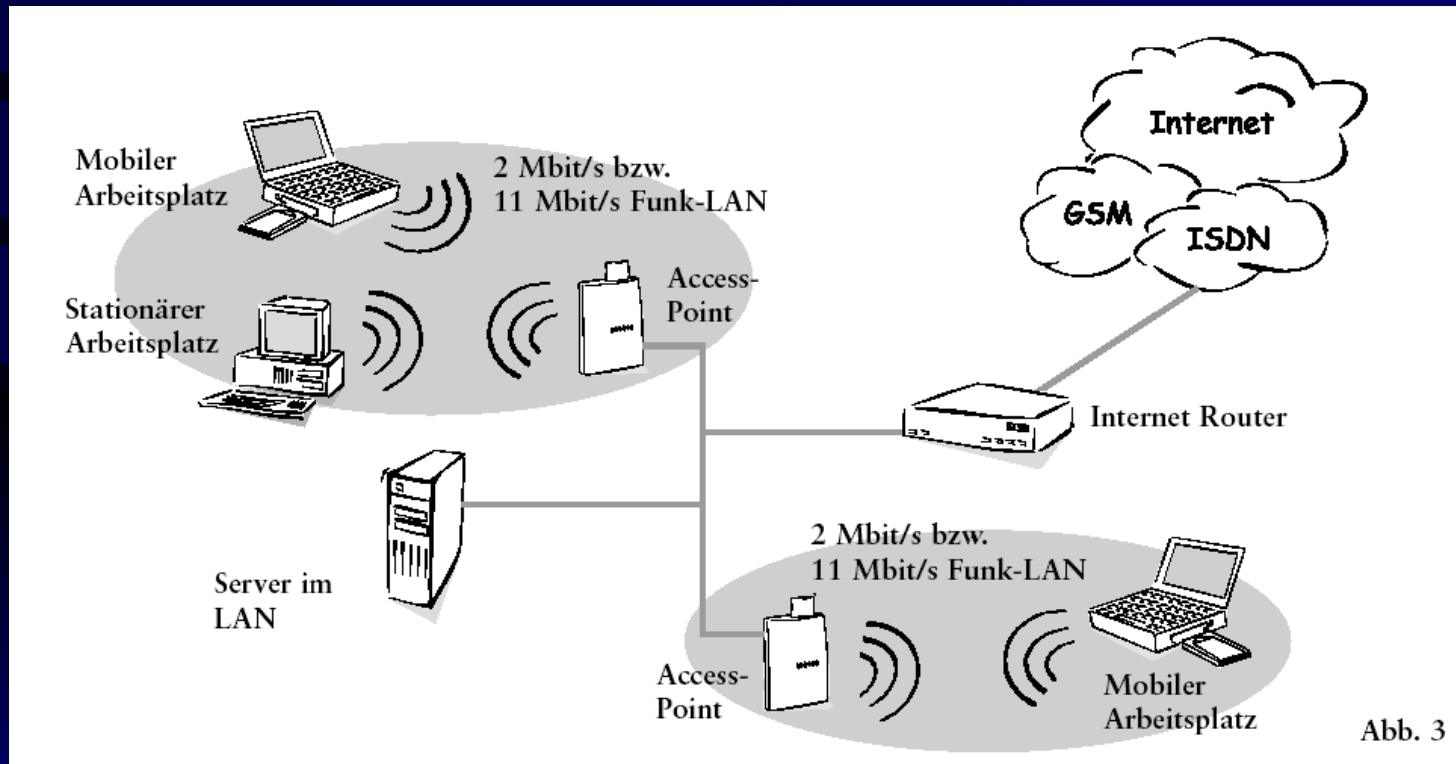 Internet
GSM
ISDN
Mobiler
Arbeitsplatz
2 Mbit/s bzw.
11 Mbit/s Funk-LAN
Stationärer
Arbeitsplatz
Access-
Point
Internet Router
Server im
LAN
2 Mbit/s bzw.
11 Mbit/s Funk-LAN
Access-
Point
Mobiler
Arbeitsplatz
Abb. 3